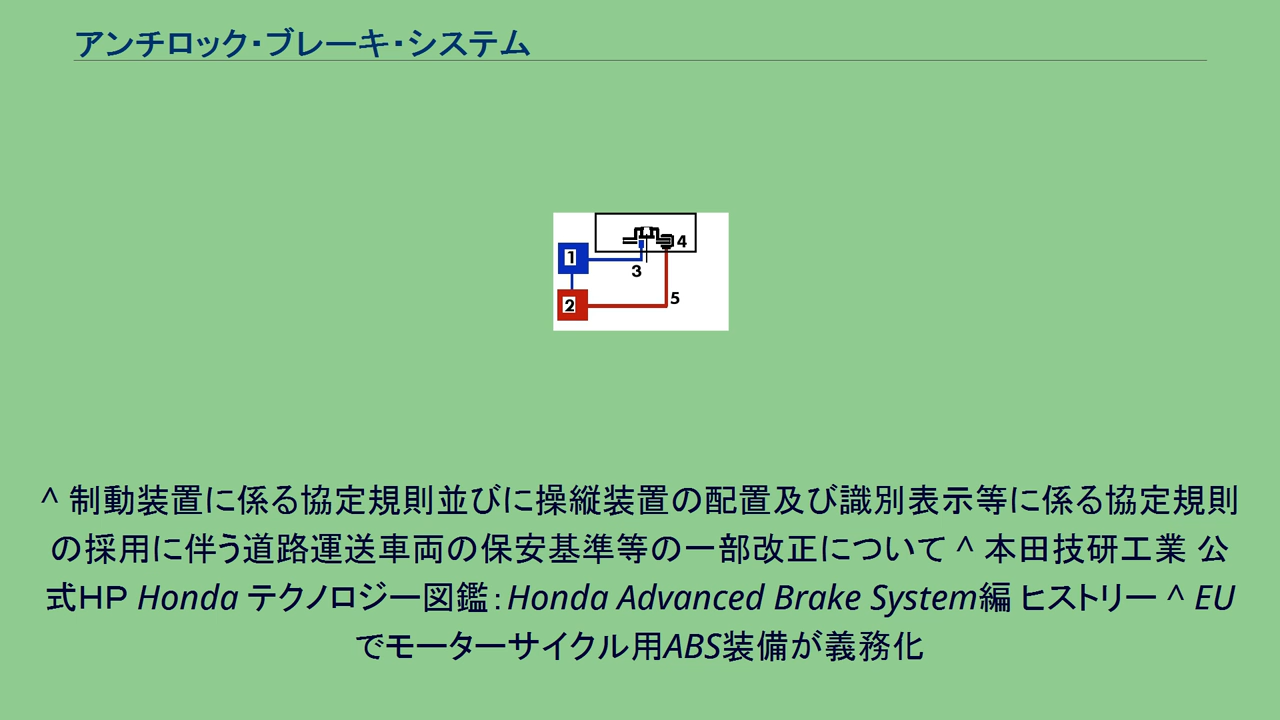 アンチロック・ブレーキ・システム
1
4
3
2
5
^ 制動装置に係る協定規則並びに操縦装置の配置及び識別表示等に係る協定規則
の採用に伴う道路運送車両の保安基準等の一部改正について ^ 本田技研工業 公
式HP Honda テクノロジー図鑑：Honda Advanced Brake System編 ヒストリー ^ EU
でモーターサイクル用ABS装備が義務化